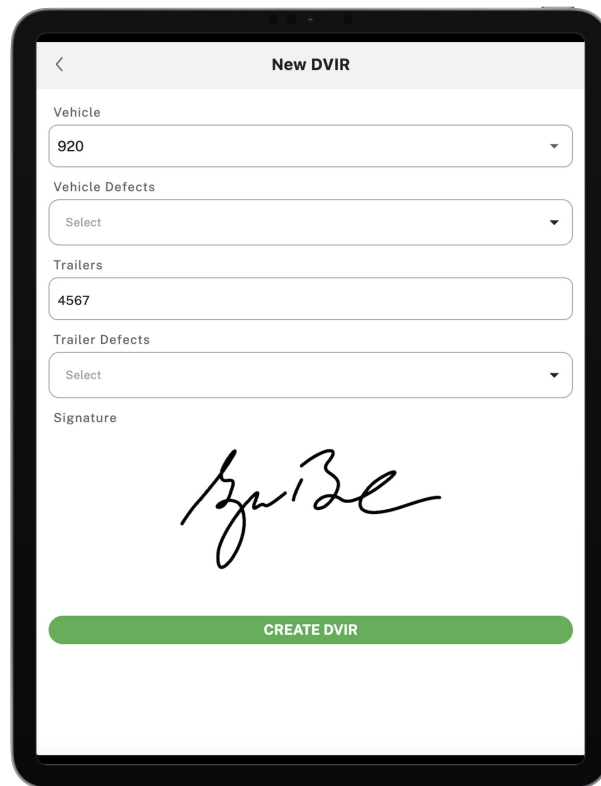 New DVIR
Vehicle
920
Vehicle Defects
Select
Trailers
4567
Trailer Defects
Select
Signature
CREATE DVIR